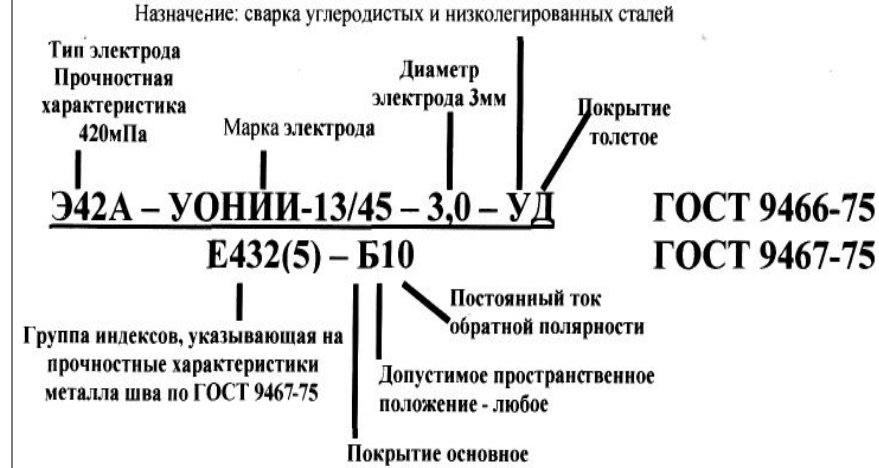 Назначение: сварка углеродистых и низколегированных сталей
Тип электрода
Прочностная
характеристика
420мПа
Марка электрода
Диаметр
электрода 3мм
Покрытие
толстое
Э42А – УОНИИ-13/45 – 3,0 – УД
ГОСТ 9466-75
Е432(5) – Б10
ГОСТ 9467-75
Группа индексов, указывающая на
прочностные характеристики
металла шва по ГОСТ 9467-75
Постоянный ток
обратной полярности
Допустимое пространственное
положение - любое
Покрытие основное